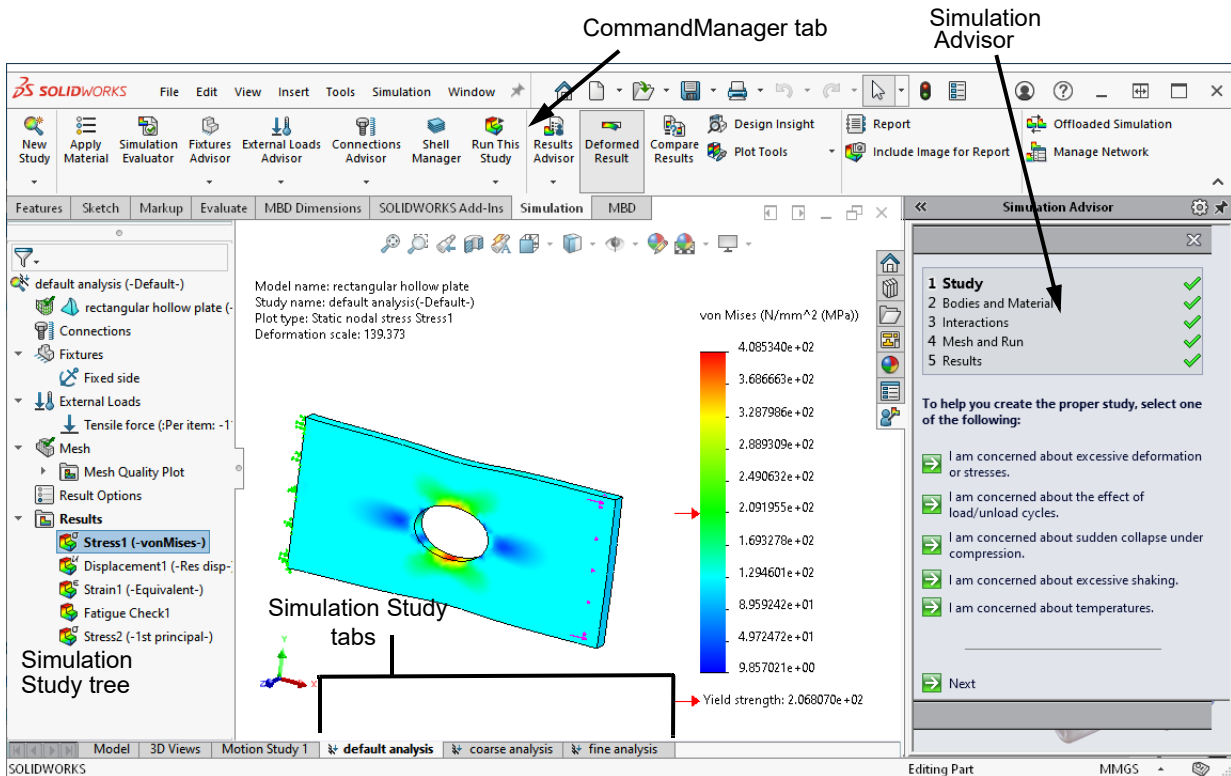 CommandManager tab
Simulation
Advisor
SOLIDWORKS File Edit View Insert Tools Simulation Window
New Study
Apply Material
Simulation Evaluator
Fixtures Advisor
External Loads Advisor
Connections Advisor
Shell Manager
Run This Study
Results Advisor
Deformed Result
Compare Results
Design Insight
Plot Tools
Report
Include Image for Report
Offloaded Simulation
Manage Network
Features Sketch Markup Evaluate MBD Dimensions SOLIDWORKS Add-Ins Simulation MBD
Simulation Advisor
default analysis (-Default-)
rectangular hollow plate (-
Connections
Fixtures
Fixed side
External Loads
Tensile force (:Per item: -1
Mesh
Mesh Quality Plot
Result Options
Results
Stress1 (-vonMises-)
Displacement1 (-Res disp-
Strain1 (-Equivalent-)
Fatigue Check1
Stress2 (-1st principal-)
Simulation
Study tree
Model name: rectangular hollow plate
Study name: default analysis(-Default-)
Plot type: Static nodal stress Stress1
Deformation scale: 139.373
von Mises (N/mm^2 (MPa))
4.085340e+02
3.686663e+02
3.287986e+02
2.889309e+02
2.490632e+02
2.091955e+02
1.693278e+02
1.294601e+02
8.959242e+01
4.972472e+01
9.857021e+00
Yield strength: 2.068070e+02
Simulation Study
tabs
Y
X
Z
1 Study
2 Bodies and Material
3 Interactions
4 Mesh and Run
5 Results
To help you create the proper study, select one
of the following:
I am concerned about excessive deformation
or stresses.
I am concerned about the effect of
load/unload cycles.
I am concerned about sudden collapse under
compression.
I am concerned about excessive shaking.
I am concerned about temperatures.
Next
Model 3D Views Motion Study 1 default analysis coarse analysis fine analysis
SOLIDWORKS Editing Part MMGS